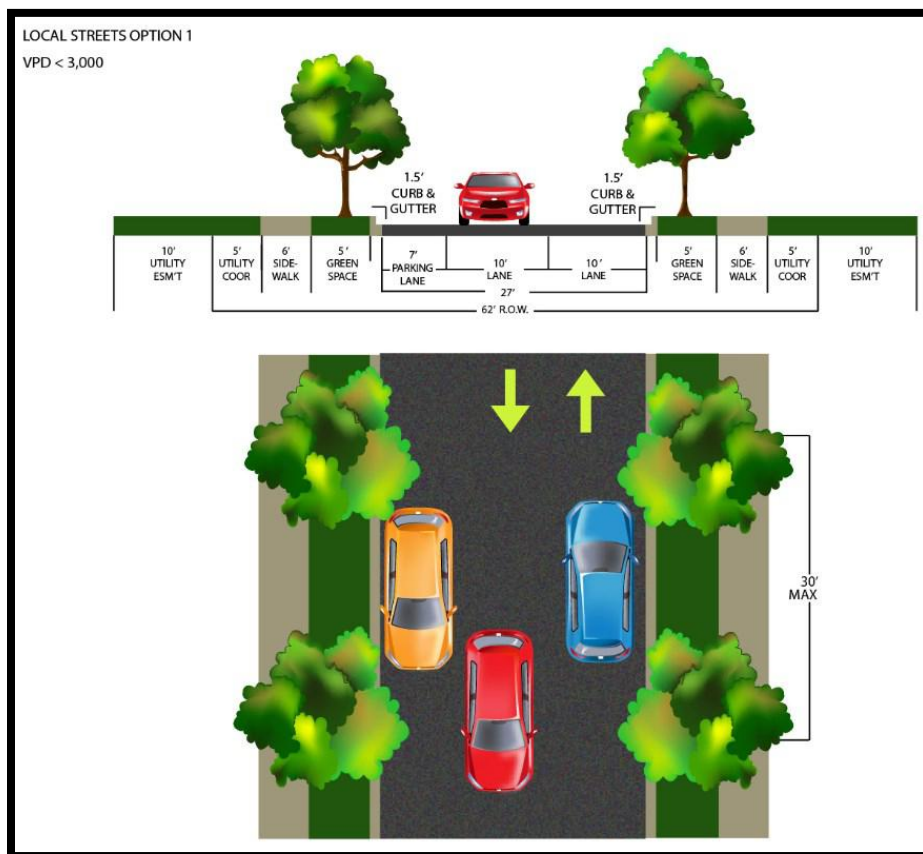 LOCAL STREETS OPTION 1
VPD < 3,000
1.5'
CURB &
GUTTER
1.5'
CURB &
GUTTER
10'
UTILITY
ESM'T
5'
UTILITY
COOR
6'
SIDE-
WALK
5'
GREEN
SPACE
7'
PARKING
LANE
10'
LANE
10'
LANE
5'
GREEN
SPACE
6'
SIDE-
WALK
5'
UTILITY
COOR
10'
UTILITY
ESM'T
27'
62' R.O.W.
30'
MAX